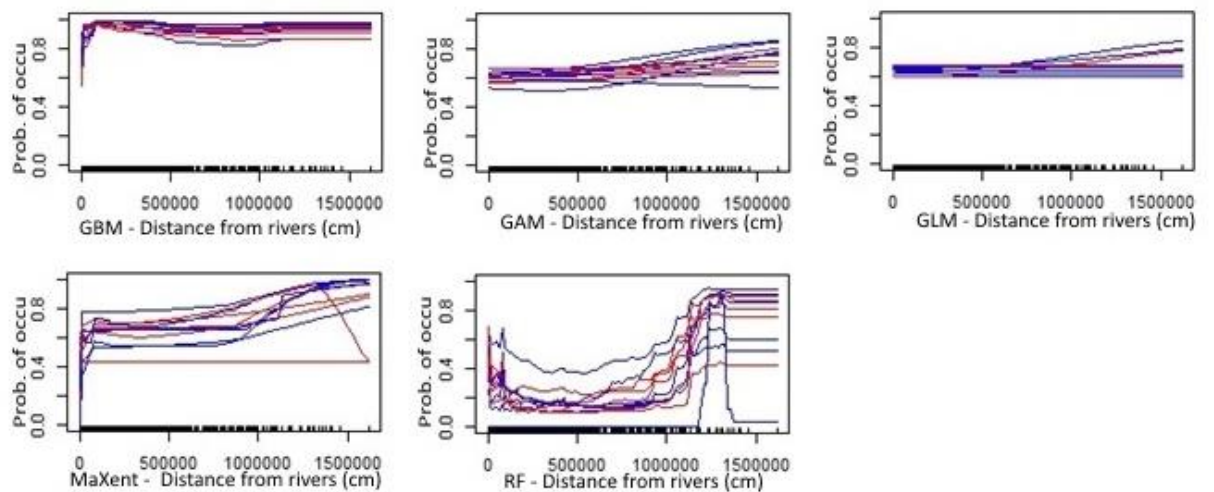 Prob. of occu
0.0 0.4 0.8
0 500000 1000000 1500000
GBM - Distance from rivers (cm)
Prob. of occu
0.0 0.4 0.8
0 500000 1000000 1500000
GAM - Distance from rivers (cm)
Prob. of occu
0.0 0.4 0.8
0 500000 1000000 1500000
GLM - Distance from rivers (cm)
Prob. of occu
0.0 0.4 0.8
0 500000 1000000 1500000
MaXent - Distance from rivers (cm)
Prob. of occu
0.0 0.4 0.8
0 500000 1000000 1500000
RF - Distance from rivers (cm)